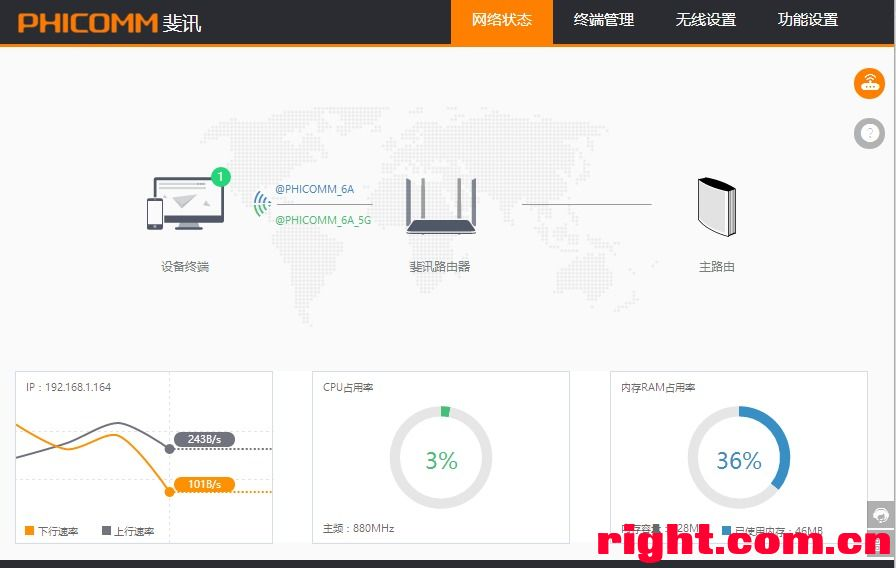 PHICOMM 斐讯
网络状态 终端管理 无线设置 功能设置
1
@PHICOMM_6A
@PHICOMM_6A_5G
设备终端 斐讯路由器 主路由
IP：192.168.1.164
243B/s
101B/s
下行速率 上行速率
CPU占用率
3%
主频：880MHz
内存RAM占用率
36%
已使用内存：46MB
?
right.com.cn